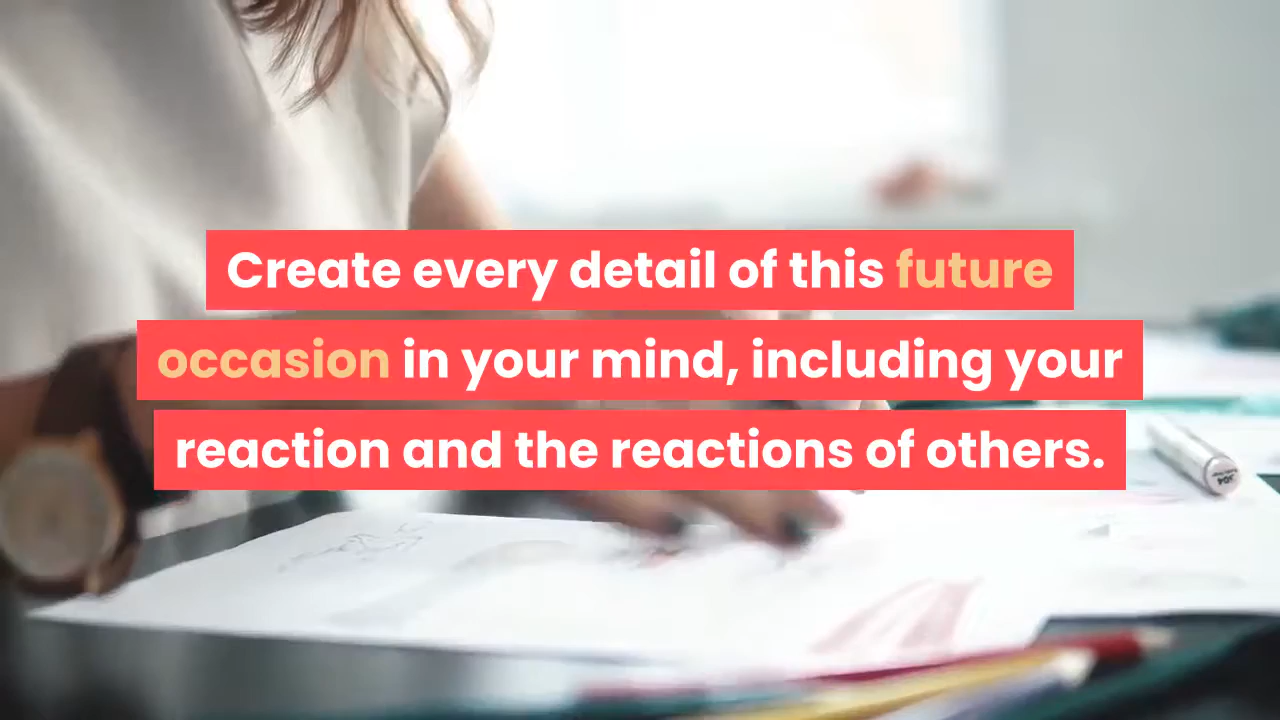 Create every detail of this future
occasion in your mind, including your
reaction and the reactions of others.